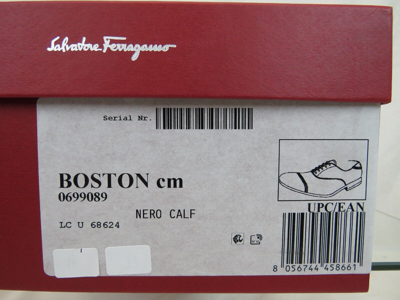 Salvatore Ferragamo
Serial Nr.
BOSTON cm
0699089
NERO CALF
LC U 68624
UPC/EAN
8 056744 458661